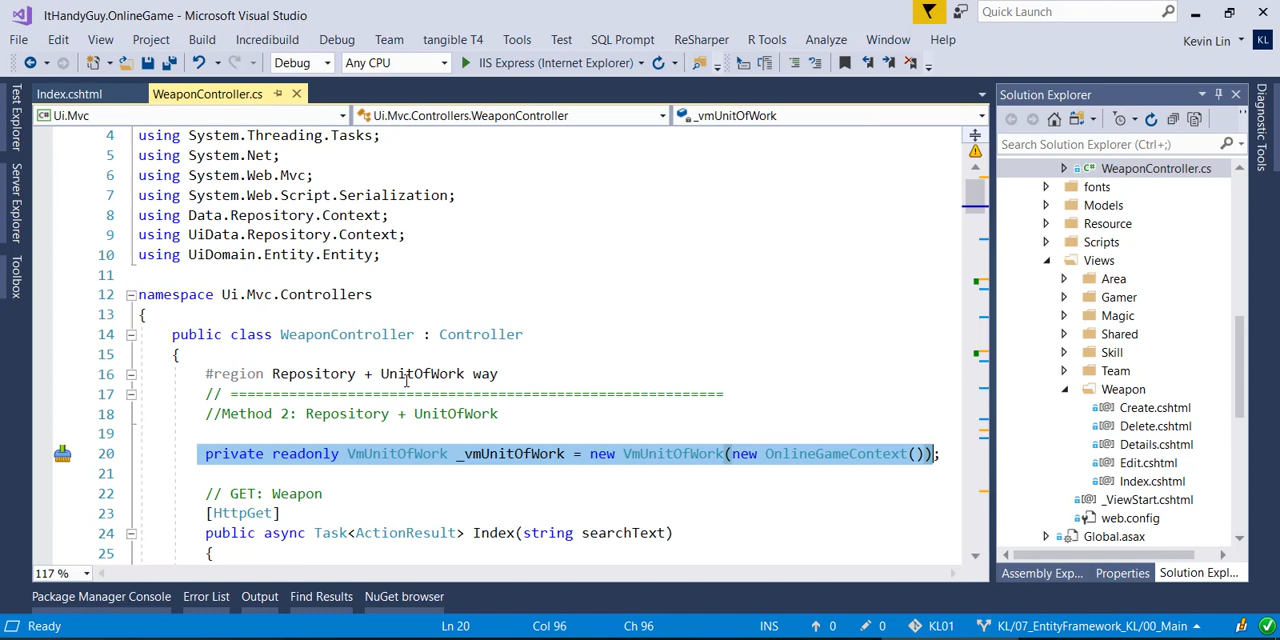 ItHandyGuy.OnlineGame - Microsoft Visual Studio
Quick Launch
File Edit View Project Build Incredibuild Debug Team tangible T4 Tools Test SQL Prompt ReSharper R Tools Analyze Window Help
Kevin Lin KL
Debug Any CPU IIS Express (Internet Explorer)
Index.cshtml WeaponController.cs
Ui.Mvc Ui.Mvc.Controllers.WeaponController _vmUnitOfWork
Test Explorer
Server Explorer
Toolbox
4 using System.Threading.Tasks;
5 using System.Net;
6 using System.Web.Mvc;
7 using System.Web.Script.Serialization;
8 using Data.Repository.Context;
9 using UiData.Repository.Context;
10 using UiDomain.Entity.Entity;
11
12 namespace Ui.Mvc.Controllers
13 {
14 public class WeaponController : Controller
15 {
16 #region Repository + UnitOfWork way
17 // ===========================================================
18 //Method 2: Repository + UnitOfWork
19
20 private readonly VmUnitOfWork _vmUnitOfWork = new VmUnitOfWork(new OnlineGameContext());
21
22 // GET: Weapon
23 [HttpGet]
24 public async Task<ActionResult> Index(string searchText)
25 {
117 %
Solution Explorer
Search Solution Explorer (Ctrl+;)
C# WeaponController.cs
fonts
Models
Resource
Scripts
Views
Area
Gamer
Magic
Shared
Skill
Team
Weapon
[@] Create.cshtml
[@] Delete.cshtml
[@] Details.cshtml
[@] Edit.cshtml
[@] Index.cshtml
[@] _ViewStart.cshtml
web.config
Global.asax
Assembly Exp... Properties Solution Expl...
Diagnostic Tools
Package Manager Console Error List Output Find Results NuGet browser
Ready Ln 20 Col 96 Ch 96 INS 0 0 KL01 KL/07_EntityFramework_KL/00_Main